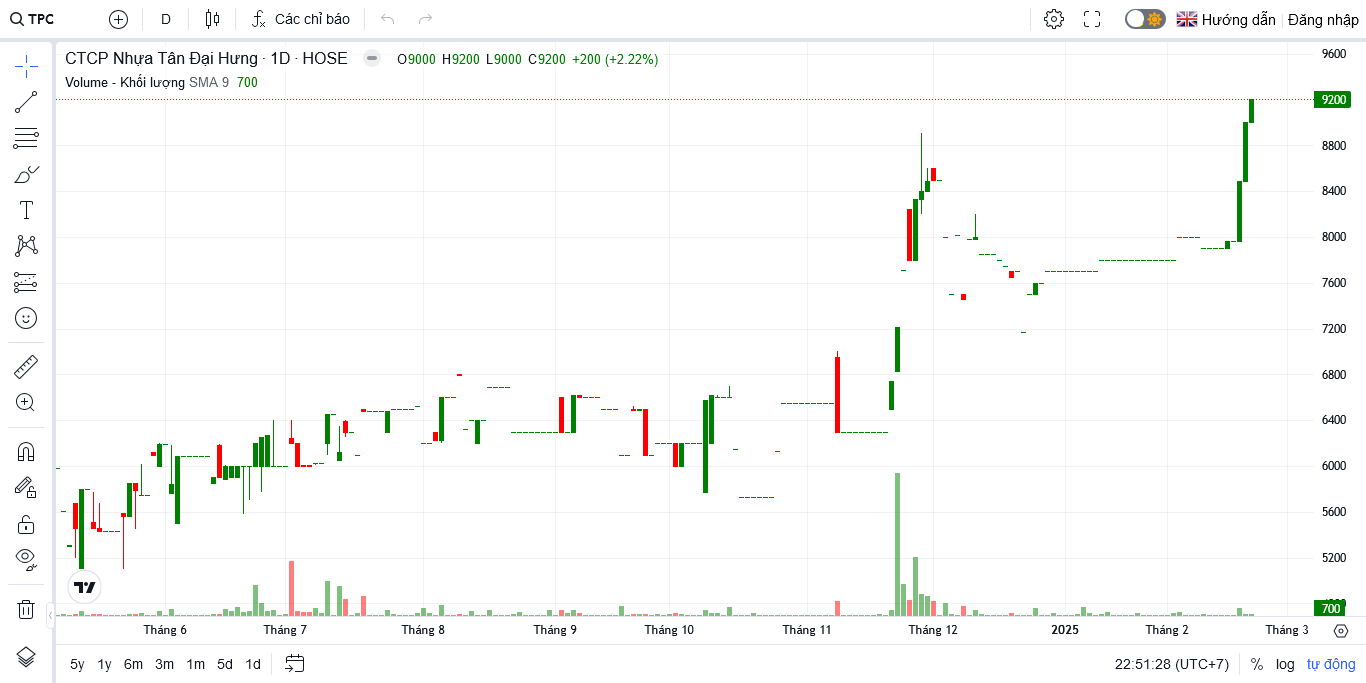 TPC D Các chỉ báo Hướng dẫn Đăng nhập
CTCP Nhựa Tân Đại Hưng · 1D · HOSE O9000 H9200 L9000 C9200 +200 (+2.22%)
Volume - Khối lượng SMA 9 700
9600
9200
8800
8400
8000
7600
7200
6800
6400
6000
5600
5200
700
Tháng 6 Tháng 7 Tháng 8 Tháng 9 Tháng 10 Tháng 11 Tháng 12 2025 Tháng 2 Tháng 3
5y 1y 6m 3m 1m 5d 1d 22:51:28 (UTC+7) % log tự động